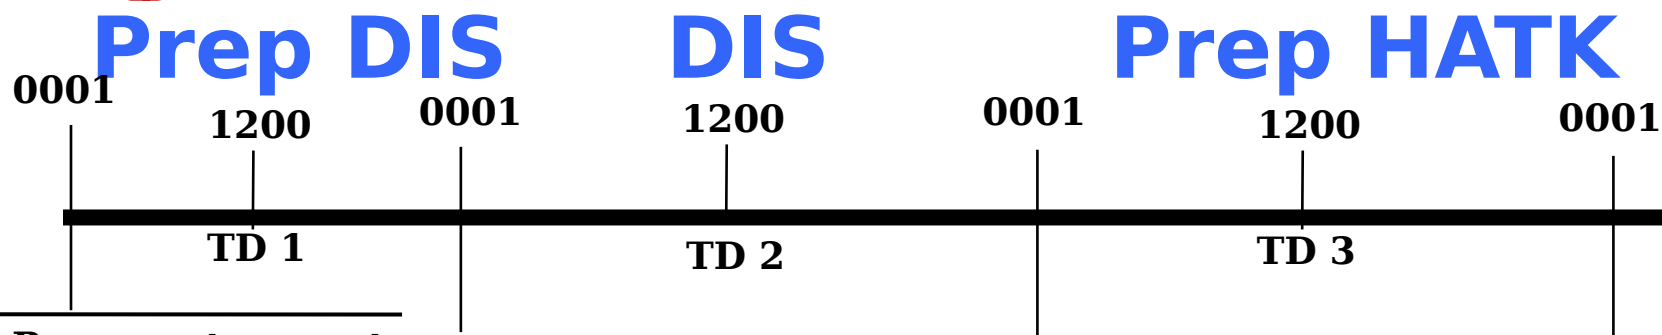 Prep DIS DIS Prep HATK
0001 1200 0001 1200 0001 1200 0001
TD 1 TD 2 TD 3